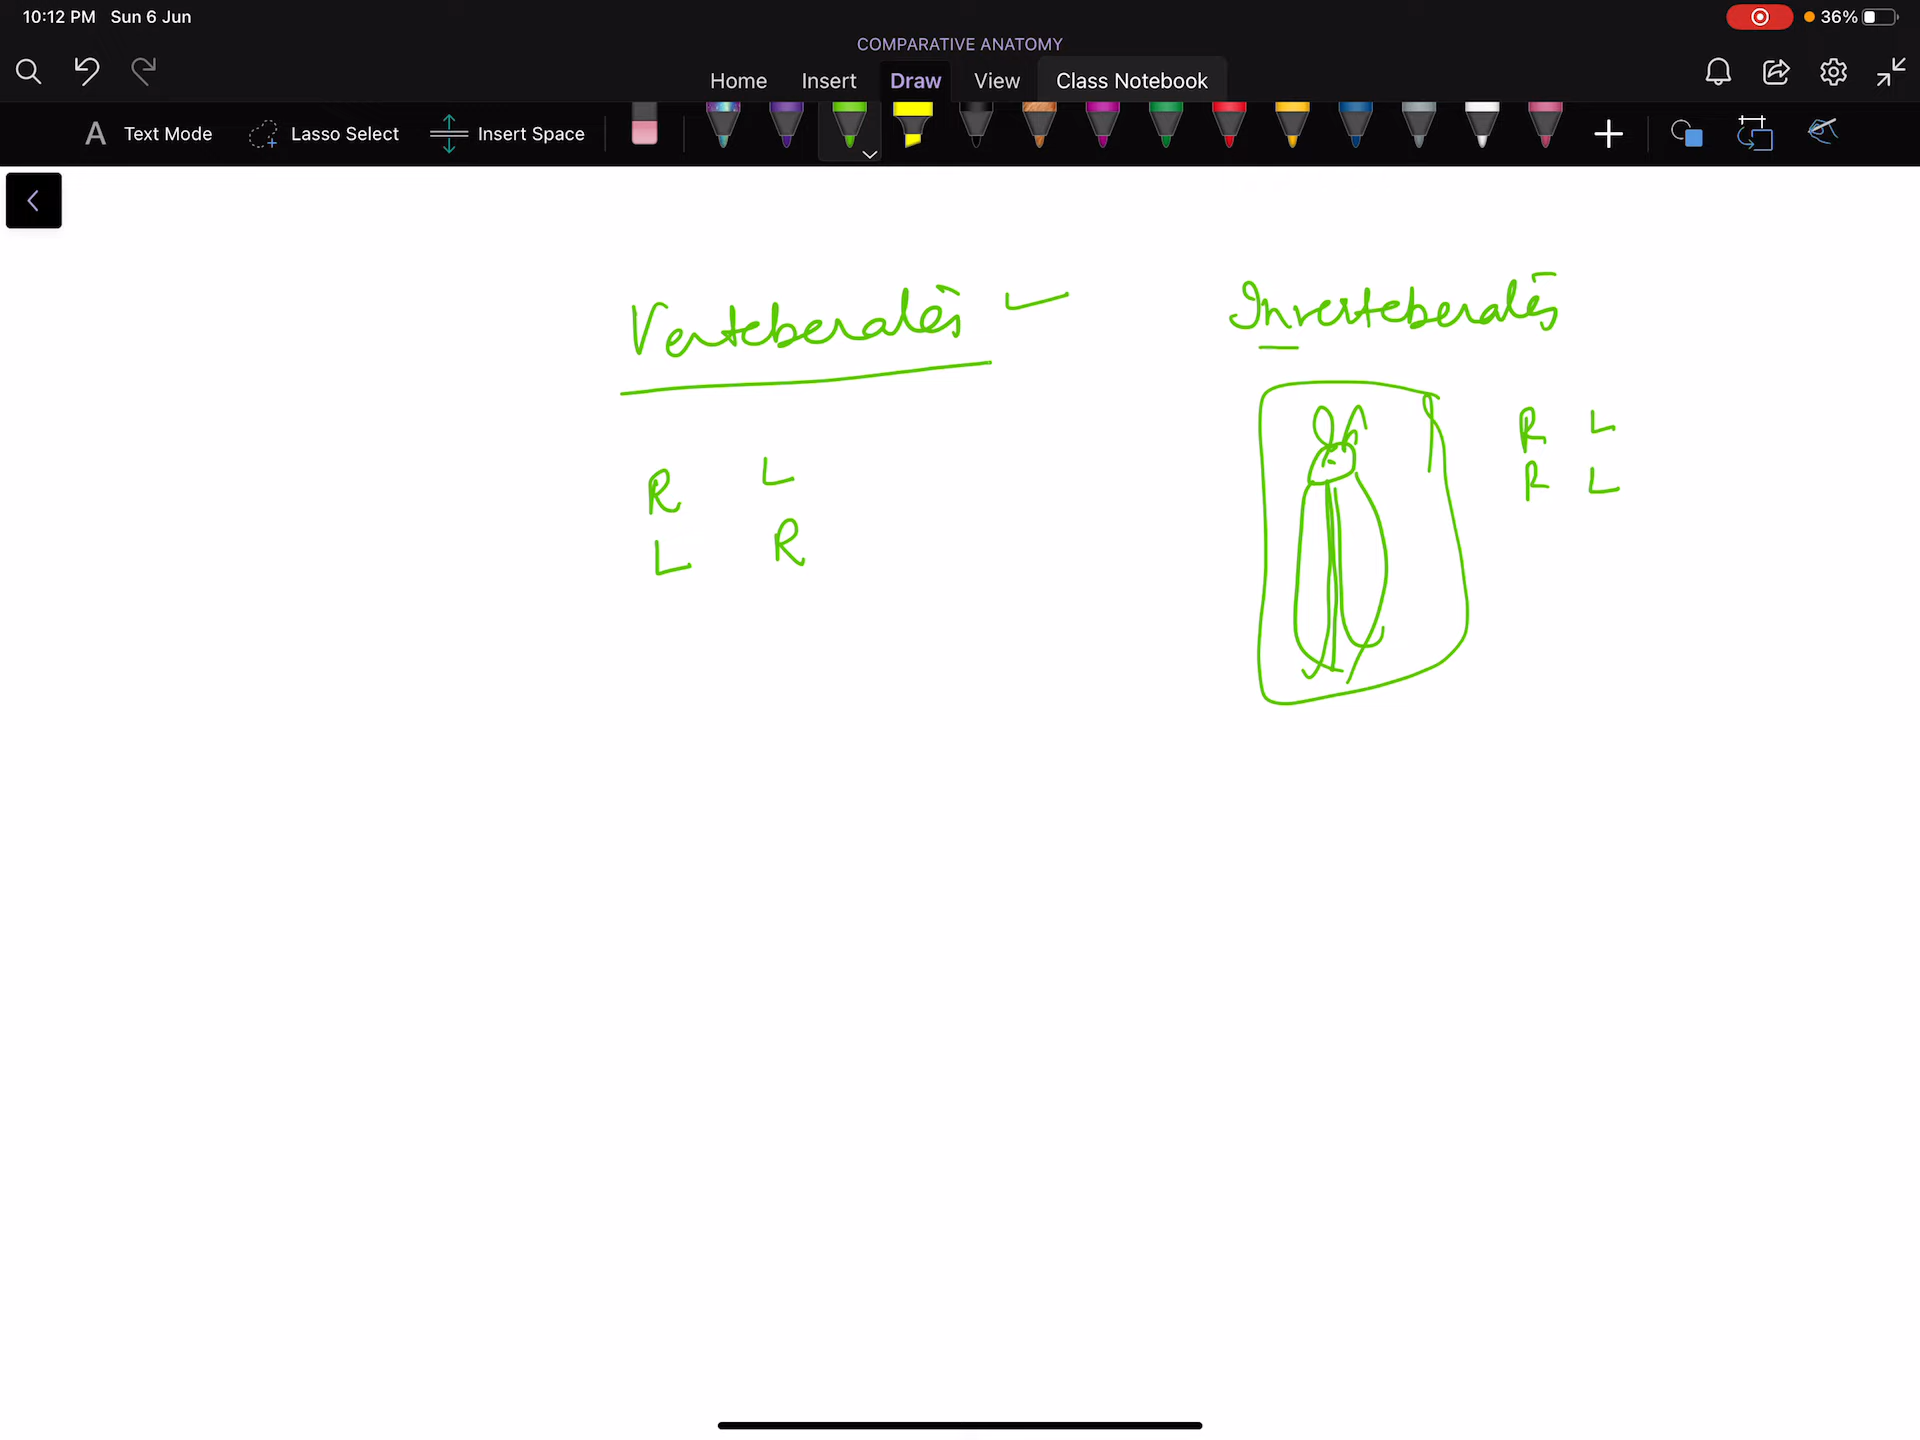 10:12 PM Sun 6 Jun
36%
COMPARATIVE ANATOMY
Home Insert Draw View Class Notebook
A Text Mode Lasso Select Insert Space
Verteberates Inverteberates
R L
L R
R L
R L